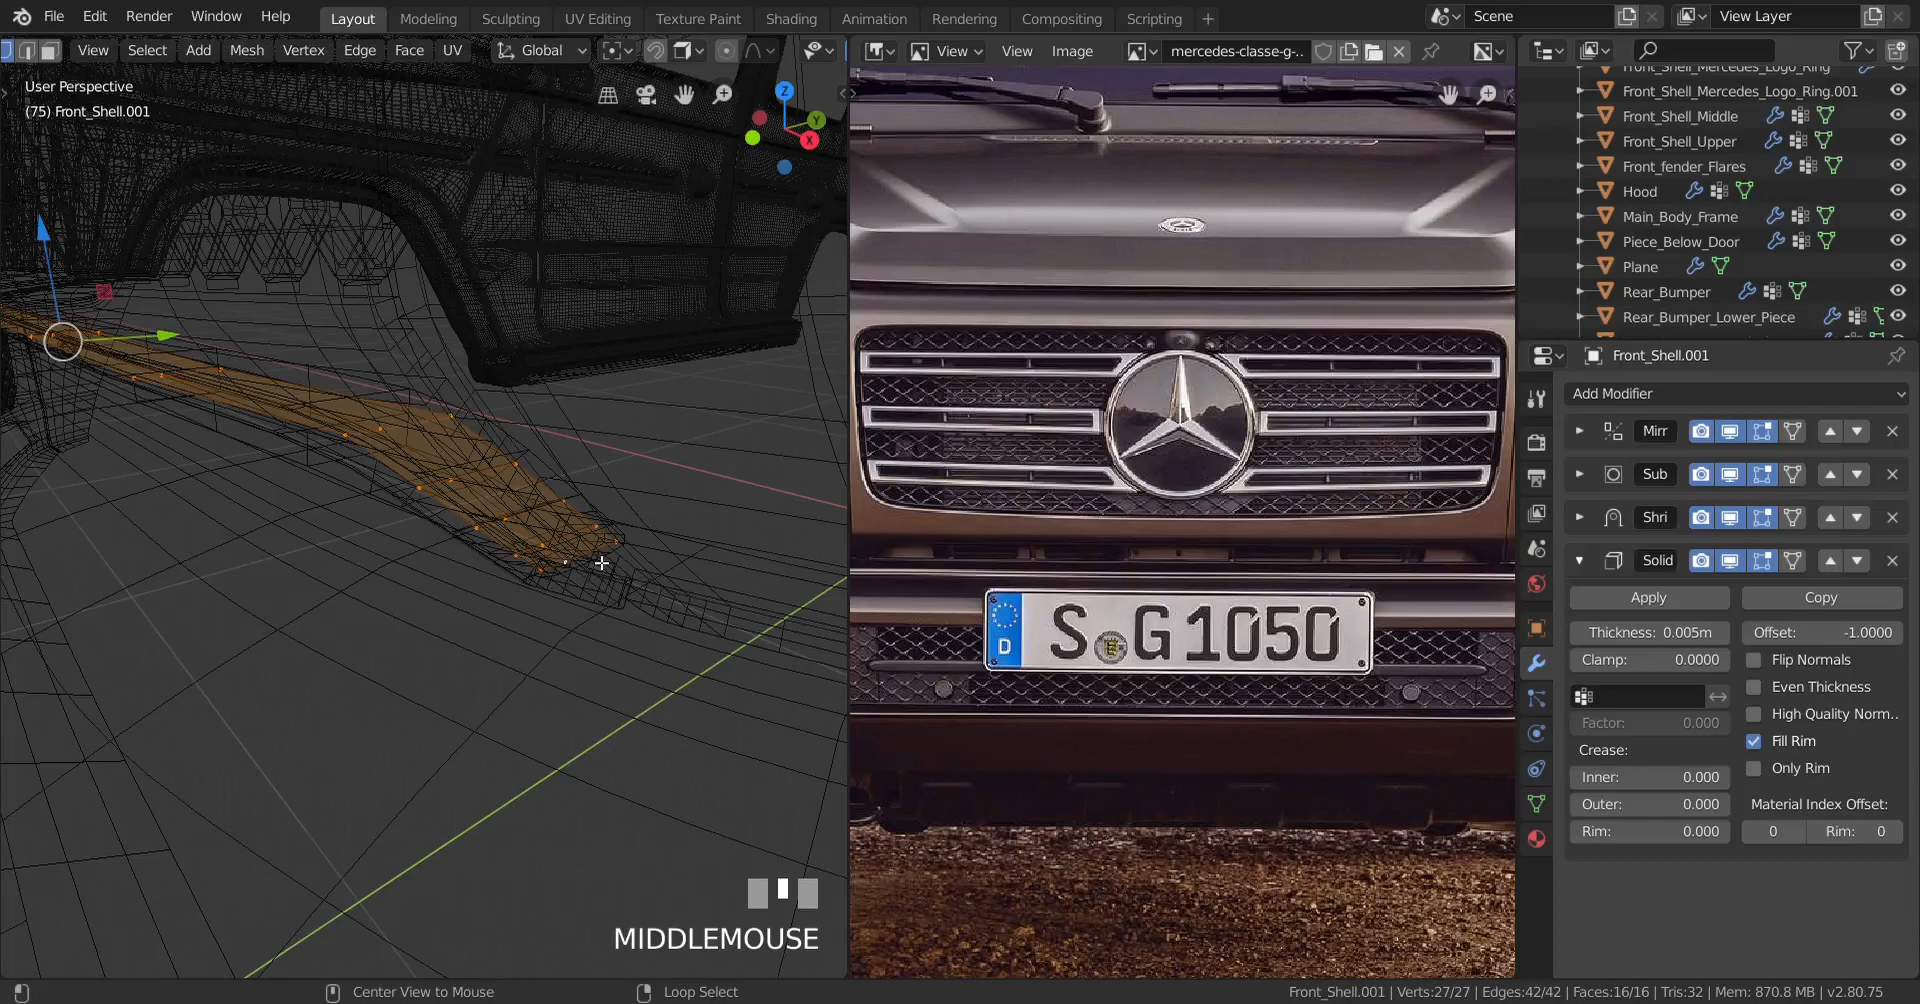 File Edit Render Window Help Layout Modeling Sculpting UV Editing Texture Paint Shading Animation Rendering Compositing Scripting + Scene View Layer
View Select Add Mesh Vertex Edge Face UV Global View View Image mercedes-classe-g-..
User Perspective
(75) Front_Shell.001
Z
Y
X
Front_Shell_Mercedes_Logo_Ring
Front_Shell_Mercedes_Logo_Ring.001
Front_Shell_Middle
Front_Shell_Upper
Front_fender_Flares
Hood
Main_Body_Frame
Piece_Below_Door
Plane
Rear_Bumper
Rear_Bumper_Lower_Piece
Front_Shell.001
Add Modifier
Mirr
Sub
Shri
Solid
Apply Copy
Thickness: 0.005m Offset: -1.0000
Clamp: 0.0000 Flip Normals
Even Thickness
High Quality Norm..
Factor: 0.000
Crease: Fill Rim
Inner: 0.000 Only Rim
Outer: 0.000 Material Index Offset:
Rim: 0.000 0 Rim: 0
D S G 1050
MIDDLEMOUSE
Center View to Mouse Loop Select Front_Shell.001 | Verts:27/27 | Edges:42/42 | Faces:16/16 | Tris:32 | Mem: 870.8 MB | v2.80.75